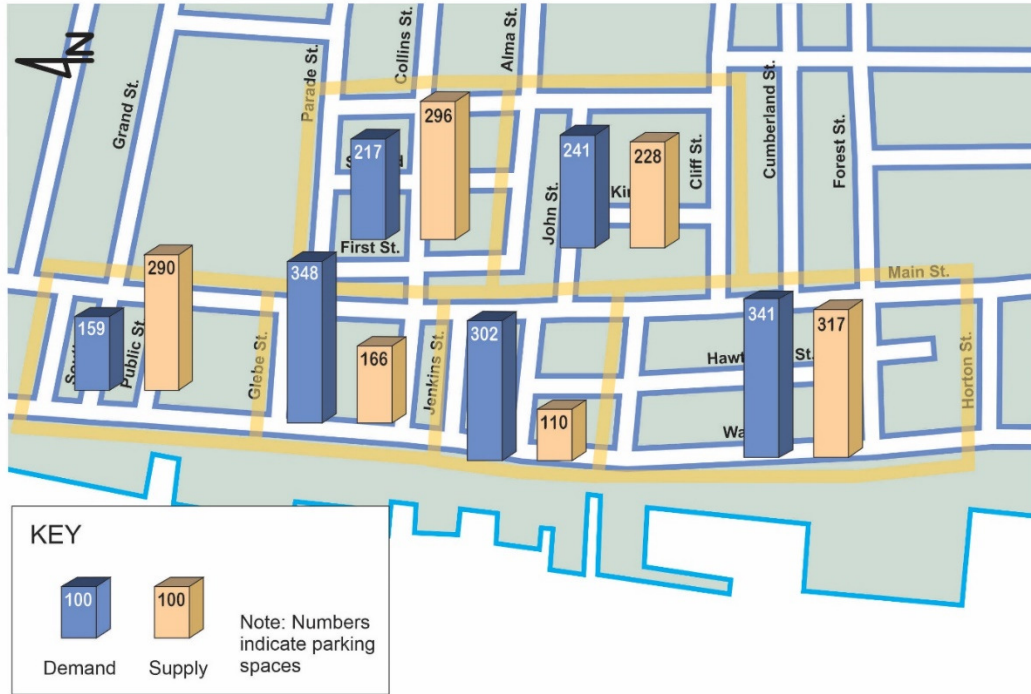 N
Grand St.
Parade St.
Collins St.
Alma St.
Cumberland St.
Forest St.
Cliff St.
John St.
First St.
Main St.
Public St.
Glebe St.
Jenkins St.
Horton St.
217
296
241
228
159
290
348
166
302
110
341
317
KEY
100
100
Demand
Supply
Note: Numbers
indicate parking
spaces